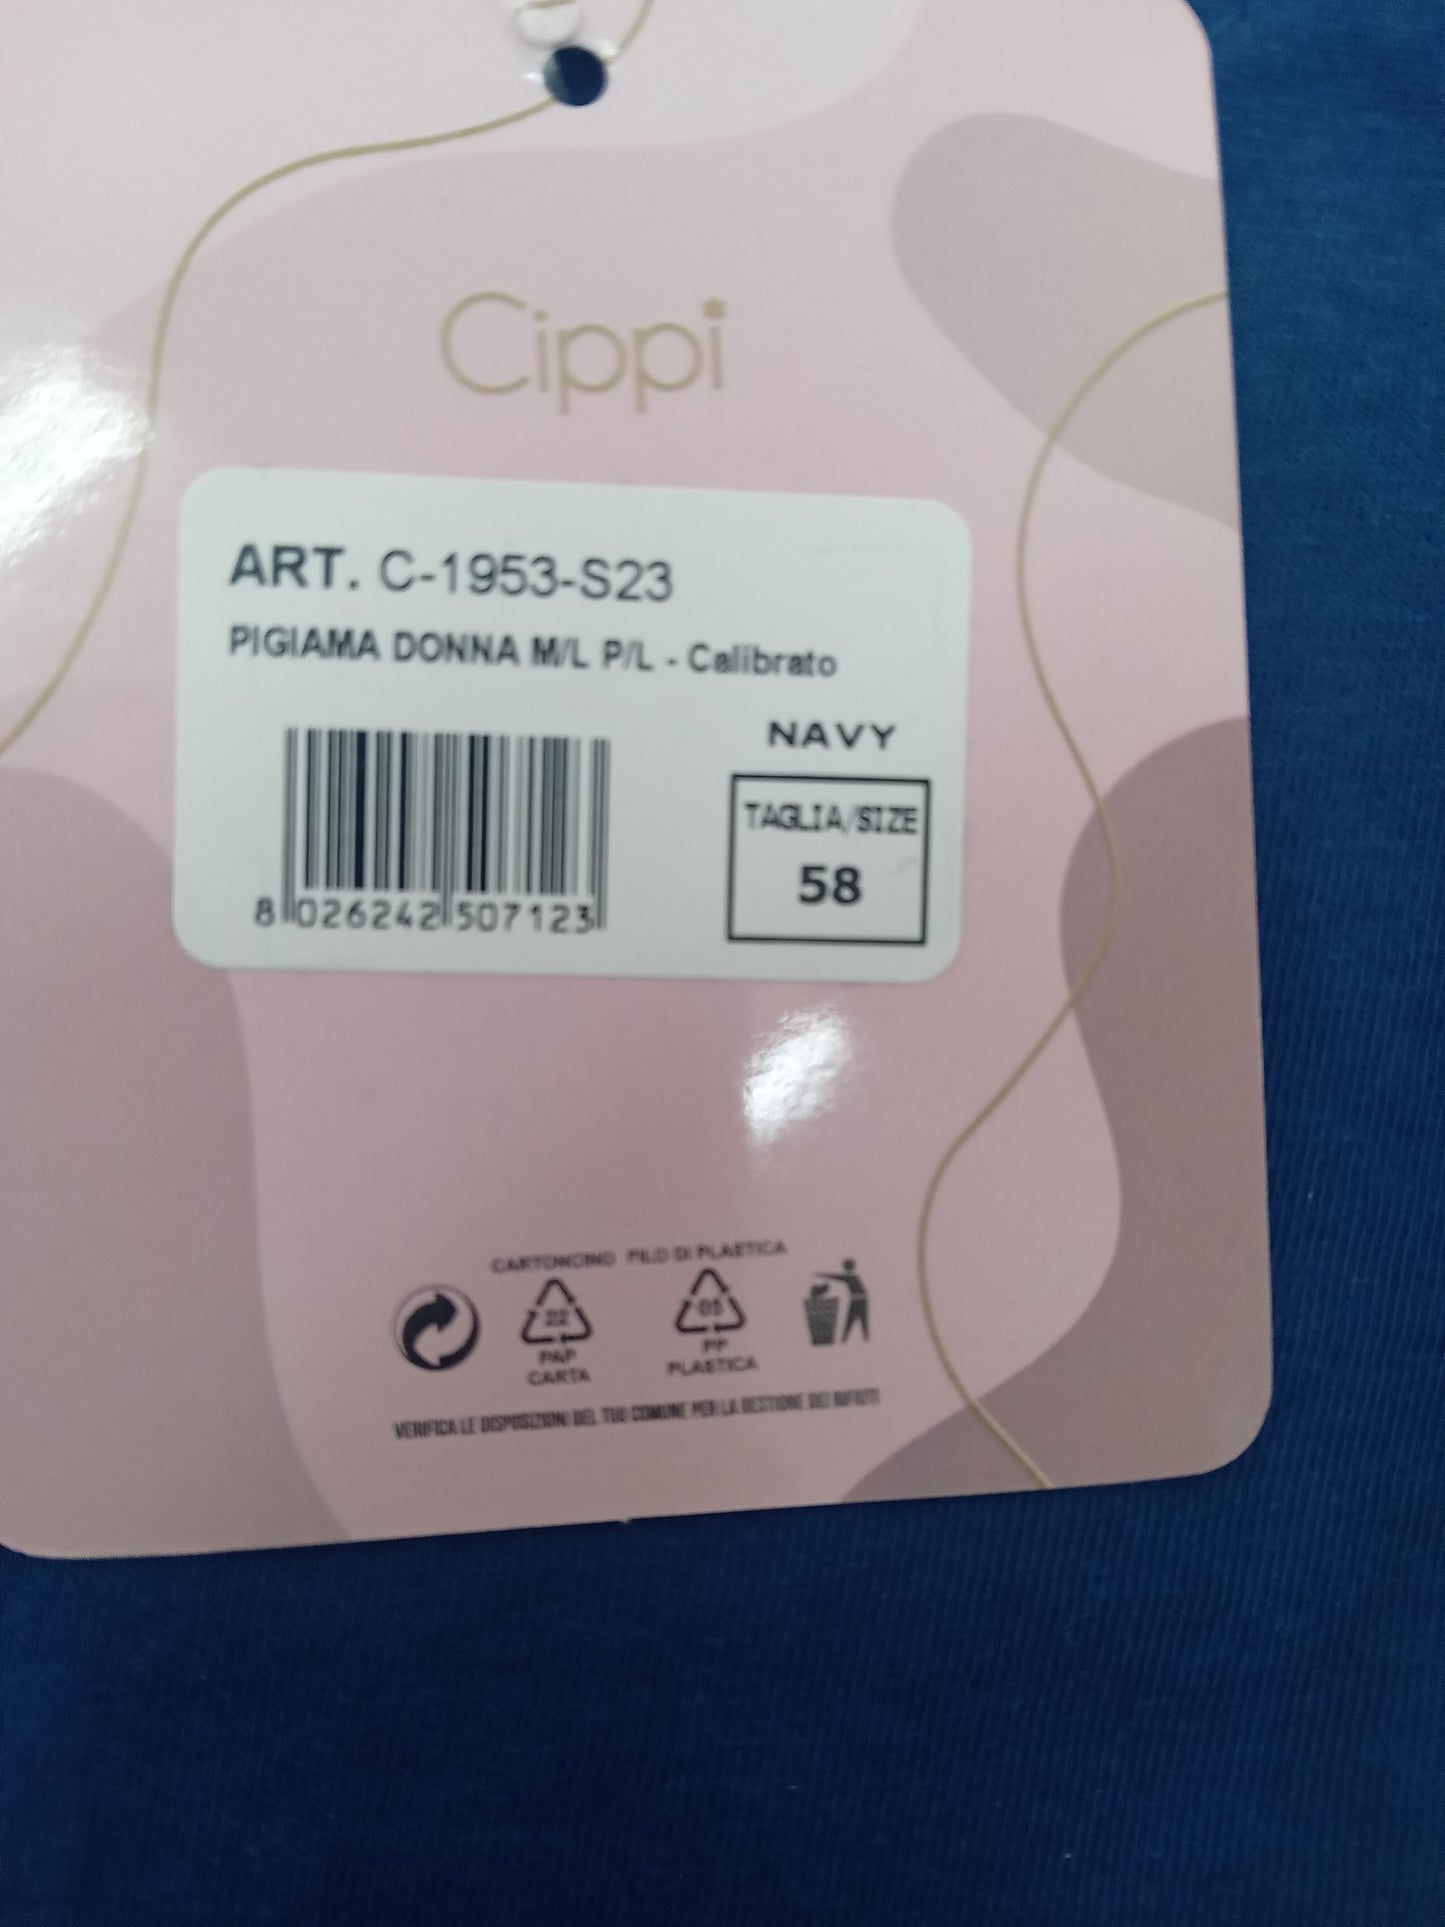 Cippi
ART. C-1953-S23
PIGIAMA DONNA M/L P/L - Calibrato
NAVY
TAGLIA/SIZE
58
8 026242 507123
CARTONCINO FILO DI PLASTICA
22 05
PAP PP
CARTA PLASTICA
VERIFICA LE DISPOSIZIONI DEL TUO COMUNE PER LA GESTIONE DEI RIFIUTI